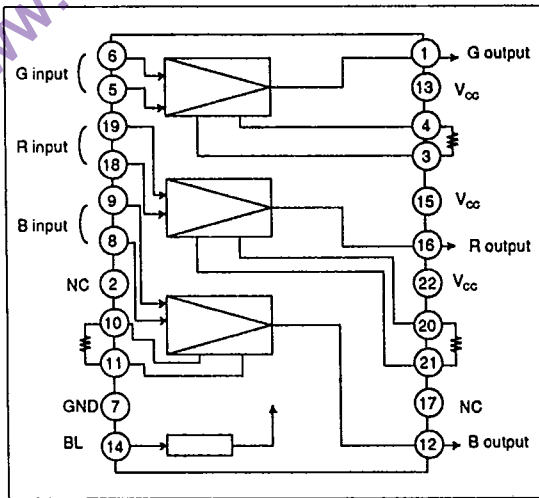 6 1 G output
G input 13 VCC
5
19 4
R input 3
18
9 15 VCC
B input 16 R output
8
NC 2 22 VCC
10 20
11 21
GND 7 17 NC
BL 14 12 B output